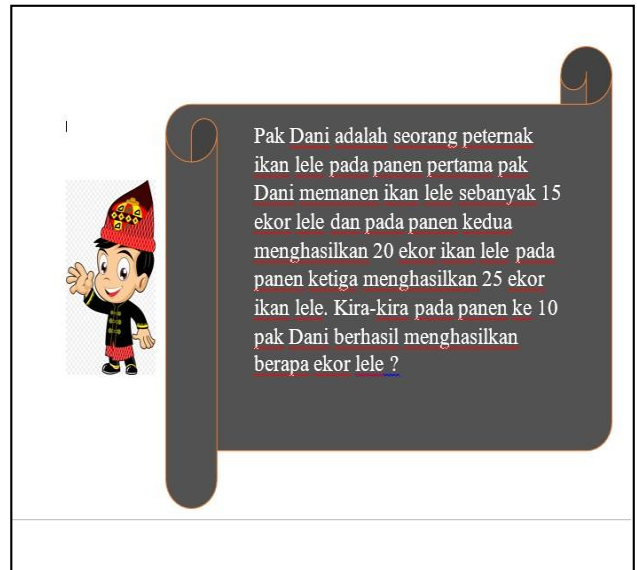 Pak Dani adalah seorang peternak
ikan lele pada panen pertama pak
Dani memanen ikan lele sebanyak 15
ekor lele dan pada panen kedua
menghasilkan 20 ekor ikan lele pada
panen ketiga menghasilkan 25 ekor
ikan lele. Kira-kira pada panen ke 10
pak Dani berhasil menghasilkan
berapa ekor lele ?